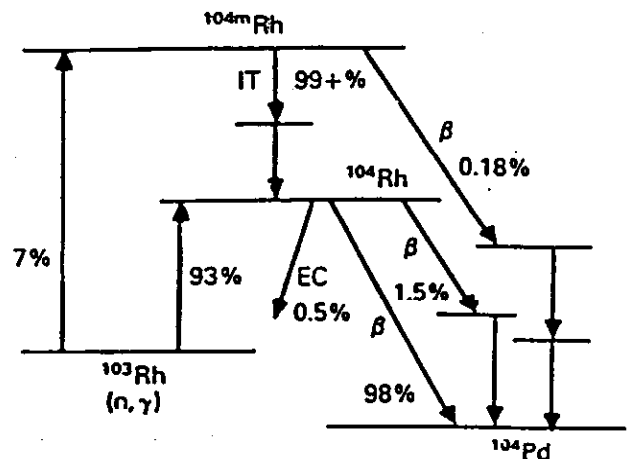 ¹⁰⁴ᵐRh
IT 99+%
β
0.18%
¹⁰⁴Rh
7%
93%
EC
0.5%
β
1.5%
β
98%
¹⁰³Rh
(n, γ)
¹⁰⁴Pd